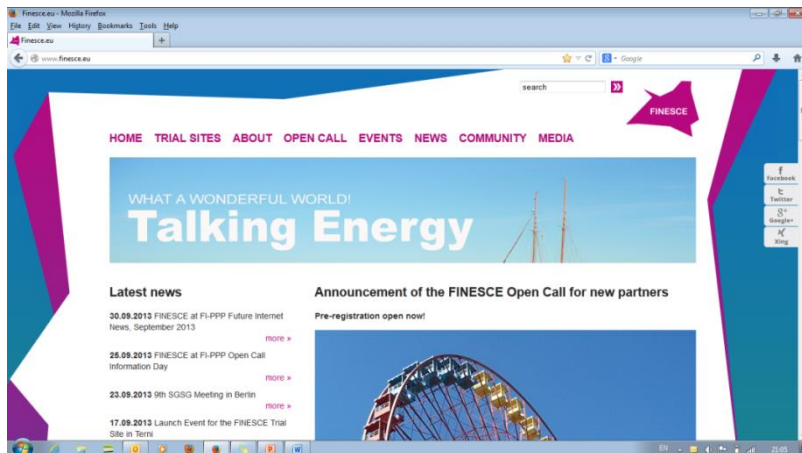 Finesce.eu - Mozilla Firefox
File Edit View History Bookmarks Tools Help
Finesce.eu
www.finesce.eu
Google
search
FINESCE
HOME TRIAL SITES ABOUT OPEN CALL EVENTS NEWS COMMUNITY MEDIA
WHAT A WONDERFUL WORLD!
Talking Energy
Facebook
Twitter
Google+
Xing
Latest news
30.09.2013 FINESCE at FI-PPP Future Internet
News, September 2013
more »
25.09.2013 FINESCE at FI-PPP Open Call
Information Day
more »
23.09.2013 9th SGSG Meeting in Berlin
more »
17.09.2013 Launch Event for the FINESCE Trial
Site in Terni
Announcement of the FINESCE Open Call for new partners
Pre-registration open now!
EN
21:05